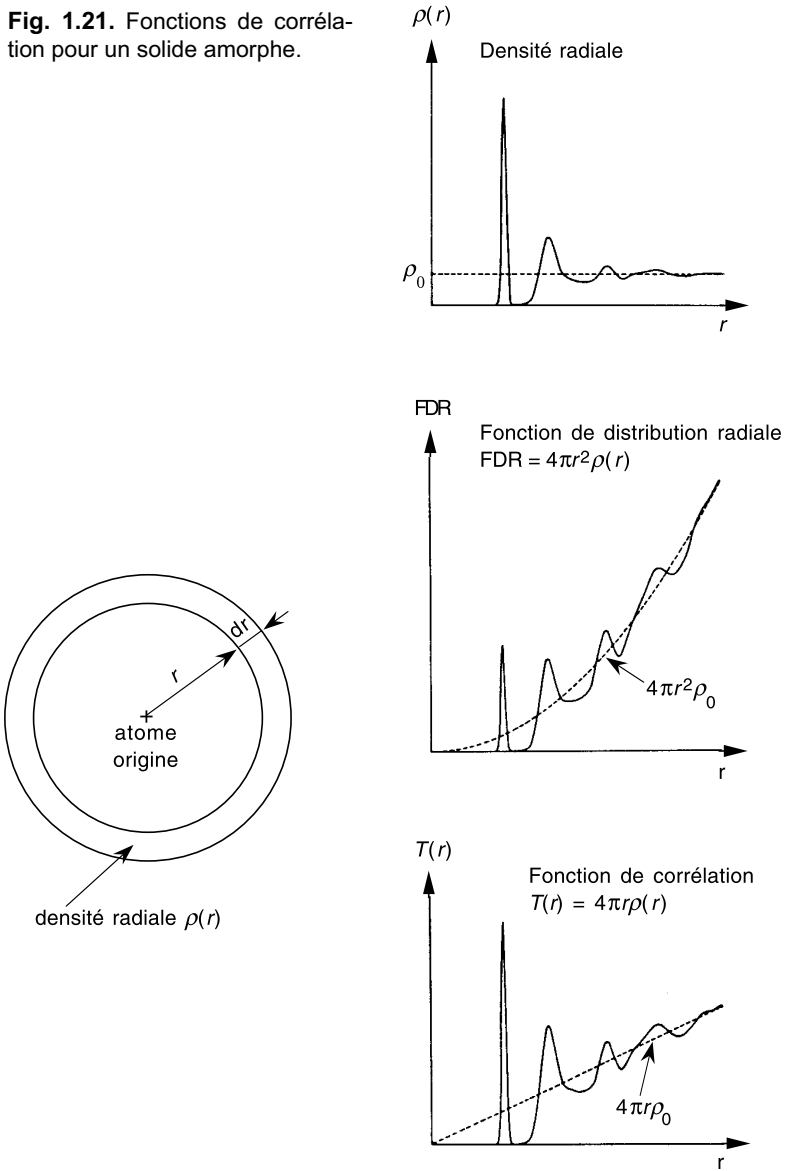 Fig. 1.21. Fonctions de corréla-
tion pour un solide amorphe.
ρ(r)
Densité radiale
ρ0
r
FDR
Fonction de distribution radiale
FDR = 4πr²ρ(r)
4πr²ρ0
r
dr
r
atome
origine
densité radiale ρ(r)
T(r)
Fonction de corrélation
T(r) = 4πrρ(r)
4πrρ0
r